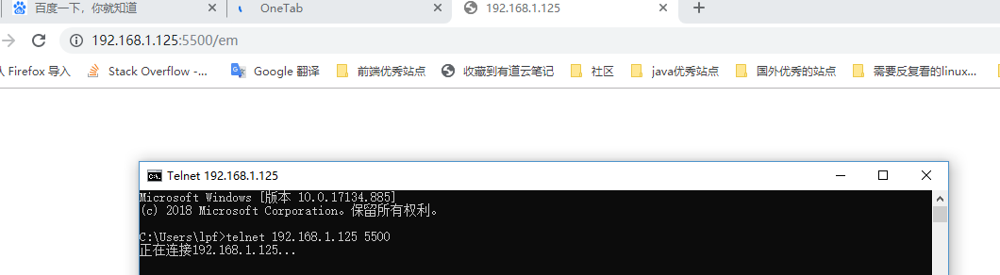 百度一下，你就知道
OneTab
192.168.1.125
192.168.1.125:5500/em
Firefox 导入
Stack Overflow -...
Google 翻译
前端优秀站点
收藏到有道云笔记
社区
java优秀站点
国外优秀的站点
需要反复看的linux...
Telnet 192.168.1.125
Microsoft Windows [版本 10.0.17134.885]
(c) 2018 Microsoft Corporation。保留所有权利。
C:\Users\lpf>telnet 192.168.1.125 5500
正在连接192.168.1.125...